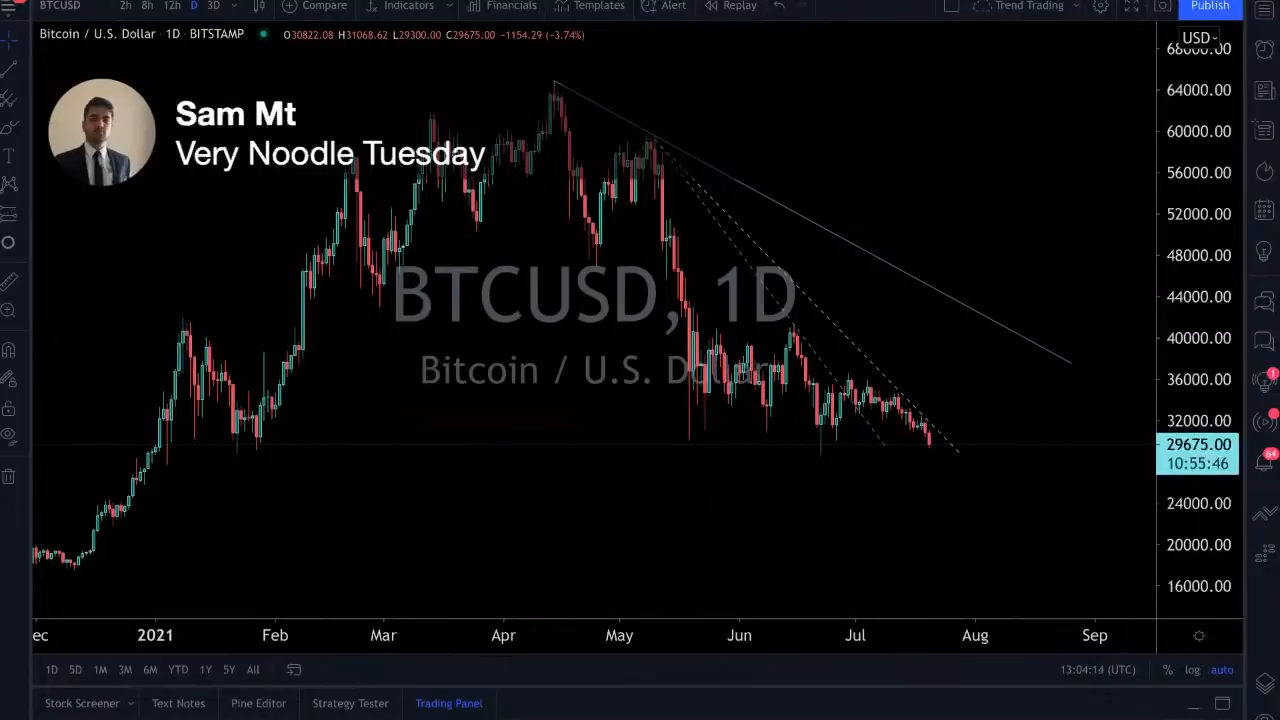 BTCUSD 2h 8h 12h D 3D Compare Indicators Financials Templates Alert Replay Trend Trading Publish
Bitcoin / U.S. Dollar · 1D · BITSTAMP O30822.08 H31068.62 L29300.00 C29675.00 −1154.29 (−3.74%)
USD
68000.00
Sam Mt
Very Noodle Tuesday
64000.00
60000.00
56000.00
52000.00
48000.00
44000.00
40000.00
36000.00
32000.00
29675.00
10:55:46
24000.00
20000.00
16000.00
BTCUSD, 1D
Bitcoin / U.S. Dollar
1
64
ec 2021 Feb Mar Apr May Jun Jul Aug Sep
1D 5D 1M 3M 6M YTD 1Y 5Y All 13:04:14 (UTC) % log auto
Stock Screener Text Notes Pine Editor Strategy Tester Trading Panel